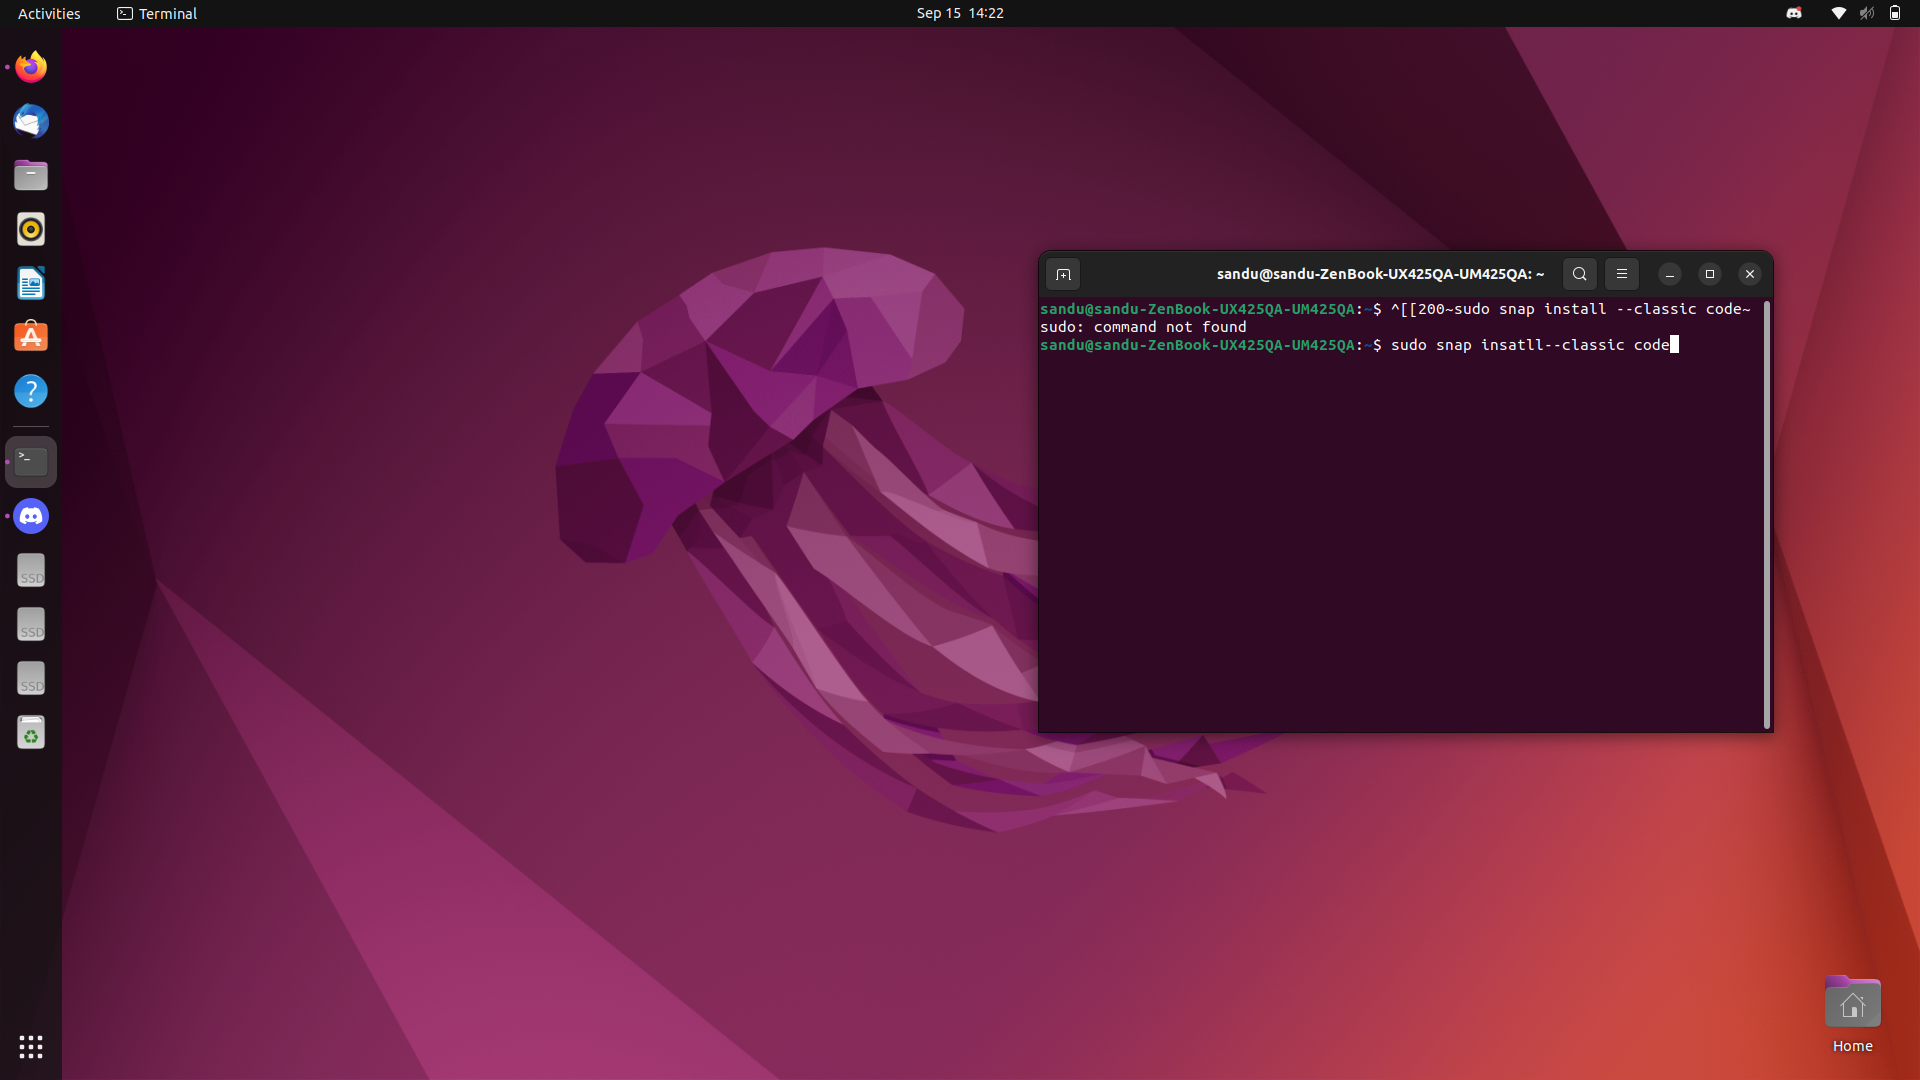 Activities
Terminal
Sep 15 14:22
sandu@sandu-ZenBook-UX425QA-UM425QA: ~
sandu@sandu-ZenBook-UX425QA-UM425QA:~$ ^[[200~sudo snap install --classic code~
sudo: command not found
sandu@sandu-ZenBook-UX425QA-UM425QA:~$ sudo snap insatll--classic code
>_
?
SSD
SSD
SSD
Home